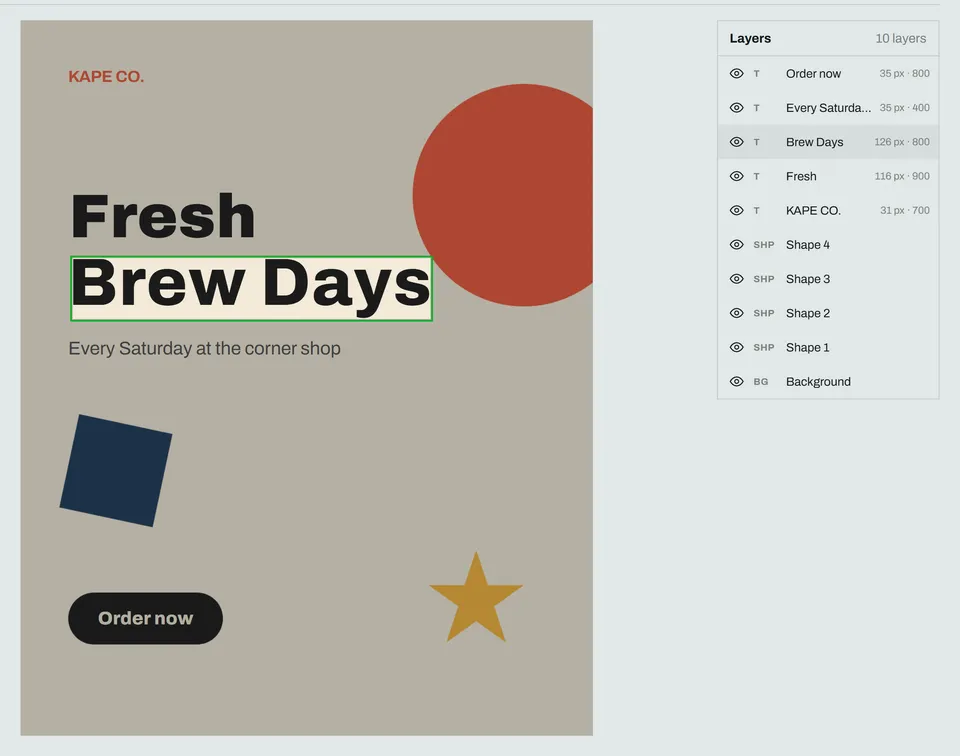 KAPE CO.
Fresh
Brew Days
Every Saturday at the corner shop
Order now
Layers 10 layers
T Order now 35 px · 800
T Every Saturda... 35 px · 400
T Brew Days 126 px · 800
T Fresh 116 px · 900
T KAPE CO. 31 px · 700
SHP Shape 4
SHP Shape 3
SHP Shape 2
SHP Shape 1
BG Background